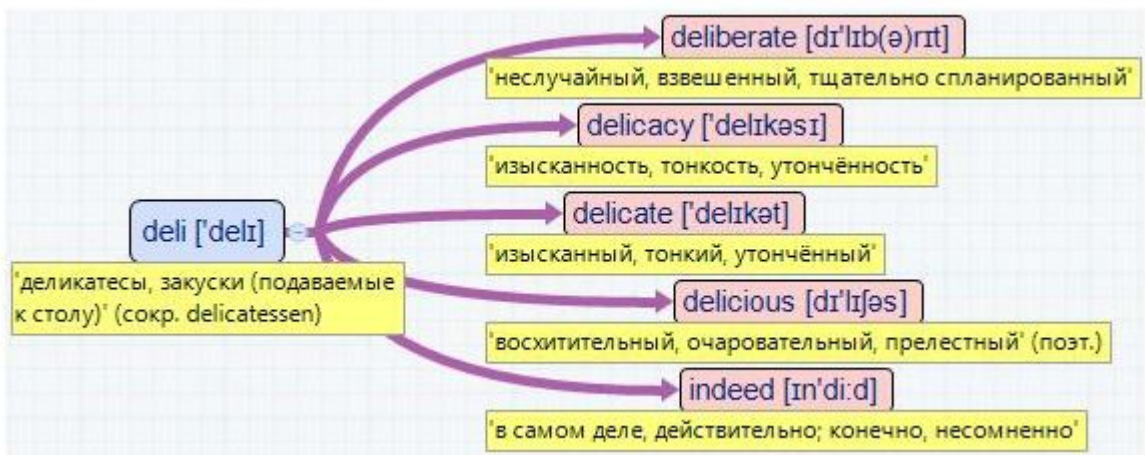 deliberate [dɪ'lɪb(ə)rɪt]
'неслучайный, взвешенный, тщательно спланированный'
delicacy ['delɪkəsɪ]
'изысканность, тонкость, утончённость'
delicate ['delɪkət]
'изысканный, тонкий, утончённый'
deli ['delɪ]
'деликатесы, закуски (подаваемые
к столу)' (сокр. delicatessen)
delicious [dɪ'lɪʃəs]
'восхитительный, очаровательный, прелестный' (поэт.)
indeed [ɪn'diːd]
'в самом деле, действительно; конечно, несомненно'